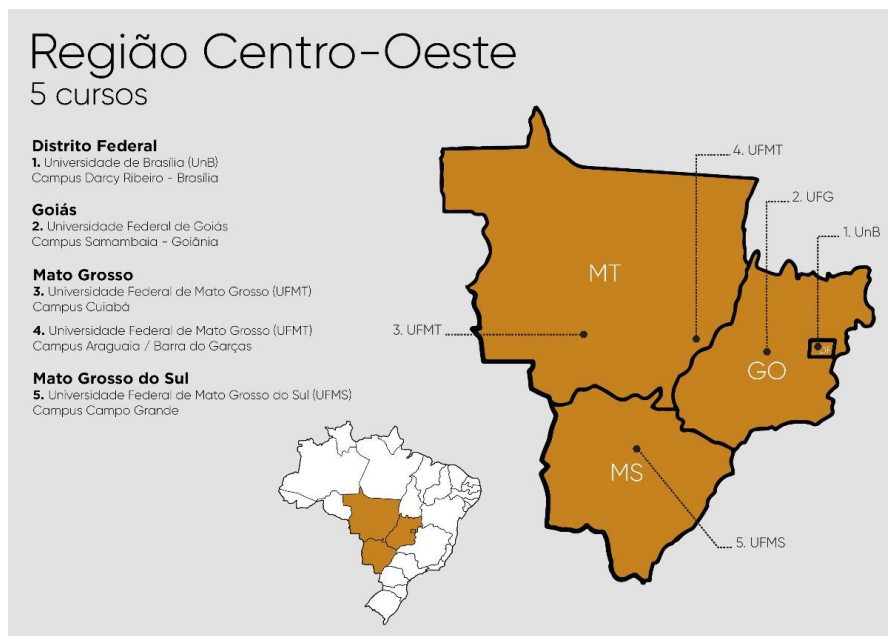 Região Centro-Oeste
5 cursos
Distrito Federal
1. Universidade de Brasília (UnB)
Campus Darcy Ribeiro - Brasília
Goiás
2. Universidade Federal de Goiás
Campus Samambaia - Goiânia
Mato Grosso
3. Universidade Federal de Mato Grosso (UFMT)
Campus Cuiabá
4. Universidade Federal de Mato Grosso (UFMT)
Campus Araguaia / Barra do Garças
Mato Grosso do Sul
5. Universidade Federal de Mato Grosso do Sul (UFMS)
Campus Campo Grande
4. UFMT
2. UFG
1. UnB
MT
3. UFMT
DF
GO
MS
5. UFMS